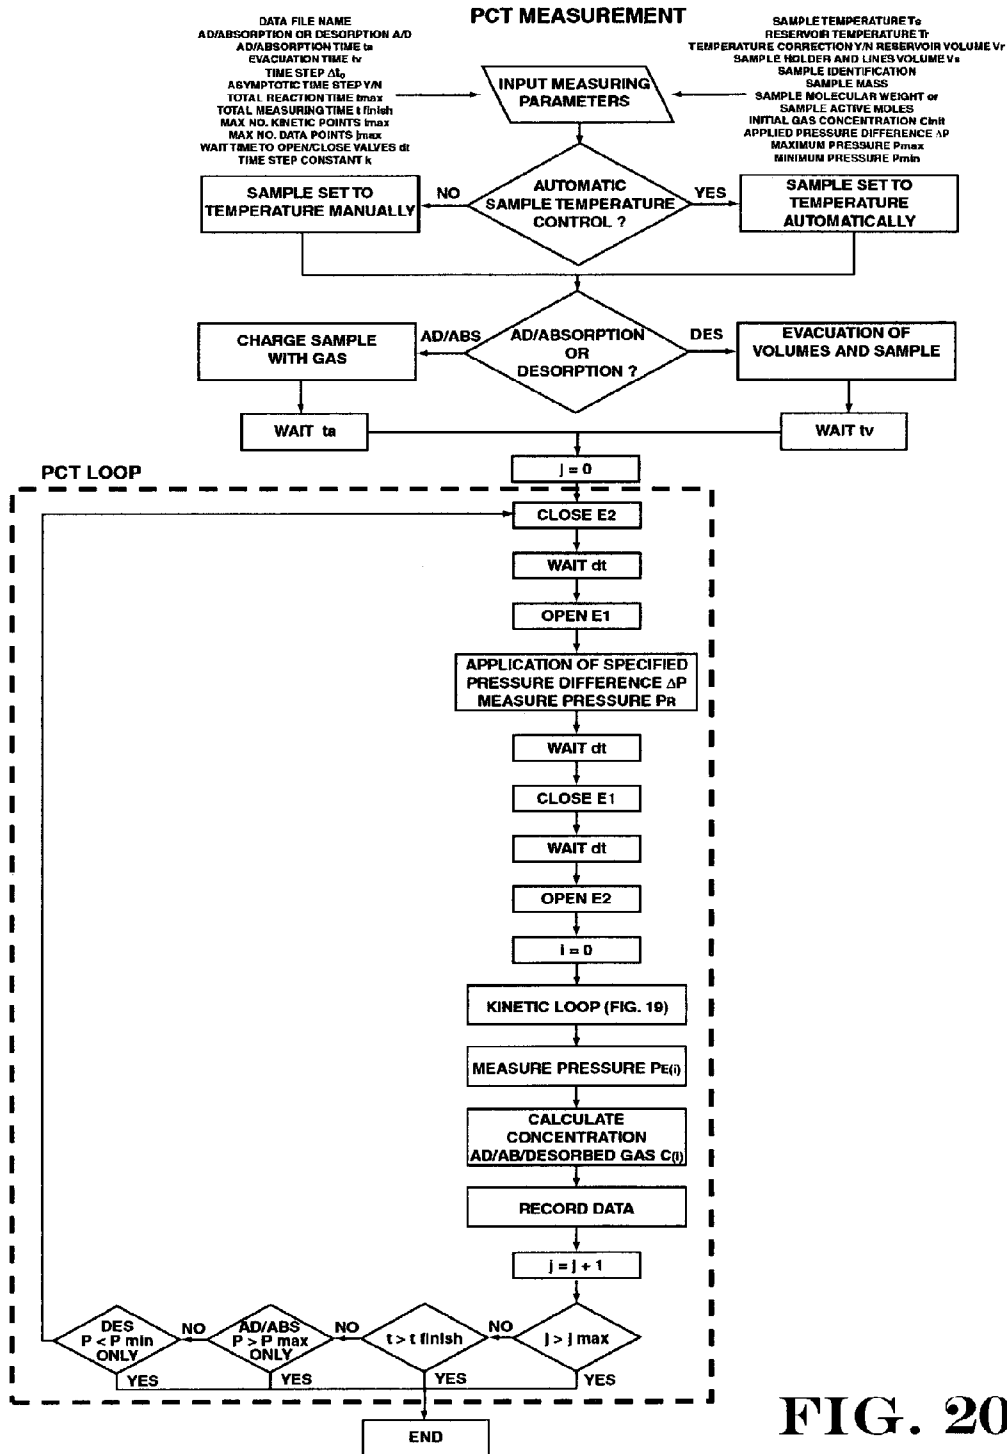 PCT MEASUREMENT
DATA FILE NAME
AD/ABSORPTION OR DESORPTION A/D
AD/ABSORPTION TIME ta
EVACUATION TIME tv
TIME STEP Δt₀
ASYMPTOTIC TIME STEP Y/N
TOTAL REACTION TIME tmax
TOTAL MEASURING TIME t finish
MAX NO. KINETIC POINTS imax
MAX NO. DATA POINTS jmax
WAIT TIME TO OPEN/CLOSE VALVES dt
TIME STEP CONSTANT k
INPUT MEASURING
PARAMETERS
SAMPLE TEMPERATURE Ts
RESERVOIR TEMPERATURE Tr
TEMPERATURE CORRECTION Y/N RESERVOIR VOLUME Vr
SAMPLE HOLDER AND LINES VOLUME Vs
SAMPLE IDENTIFICATION
SAMPLE MASS
SAMPLE MOLECULAR WEIGHT or
SAMPLE ACTIVE MOLES
INITIAL GAS CONCENTRATION Cinit
APPLIED PRESSURE DIFFERENCE ΔP
MAXIMUM PRESSURE Pmax
MINIMUM PRESSURE Pmin
SAMPLE SET TO
TEMPERATURE MANUALLY
NO
AUTOMATIC
SAMPLE TEMPERATURE
CONTROL ?
YES
SAMPLE SET TO
TEMPERATURE
AUTOMATICALLY
CHARGE SAMPLE
WITH GAS
AD/ABS
AD/ABSORPTION
OR
DESORPTION ?
DES
EVACUATION OF
VOLUMES AND SAMPLE
WAIT ta
WAIT tv
j = 0
PCT LOOP
CLOSE E2
WAIT dt
OPEN E1
APPLICATION OF SPECIFIED
PRESSURE DIFFERENCE ΔP
MEASURE PRESSURE PR
WAIT dt
CLOSE E1
WAIT dt
OPEN E2
i = 0
KINETIC LOOP (FIG. 19)
MEASURE PRESSURE PE(i)
CALCULATE
CONCENTRATION
AD/AB/DESORBED GAS C(i)
RECORD DATA
j = j + 1
DES
P < P min
ONLY
NO
AD/ABS
P > P max
ONLY
NO
t > t finish
NO
j > j max
YES
YES
YES
YES
END
FIG. 20